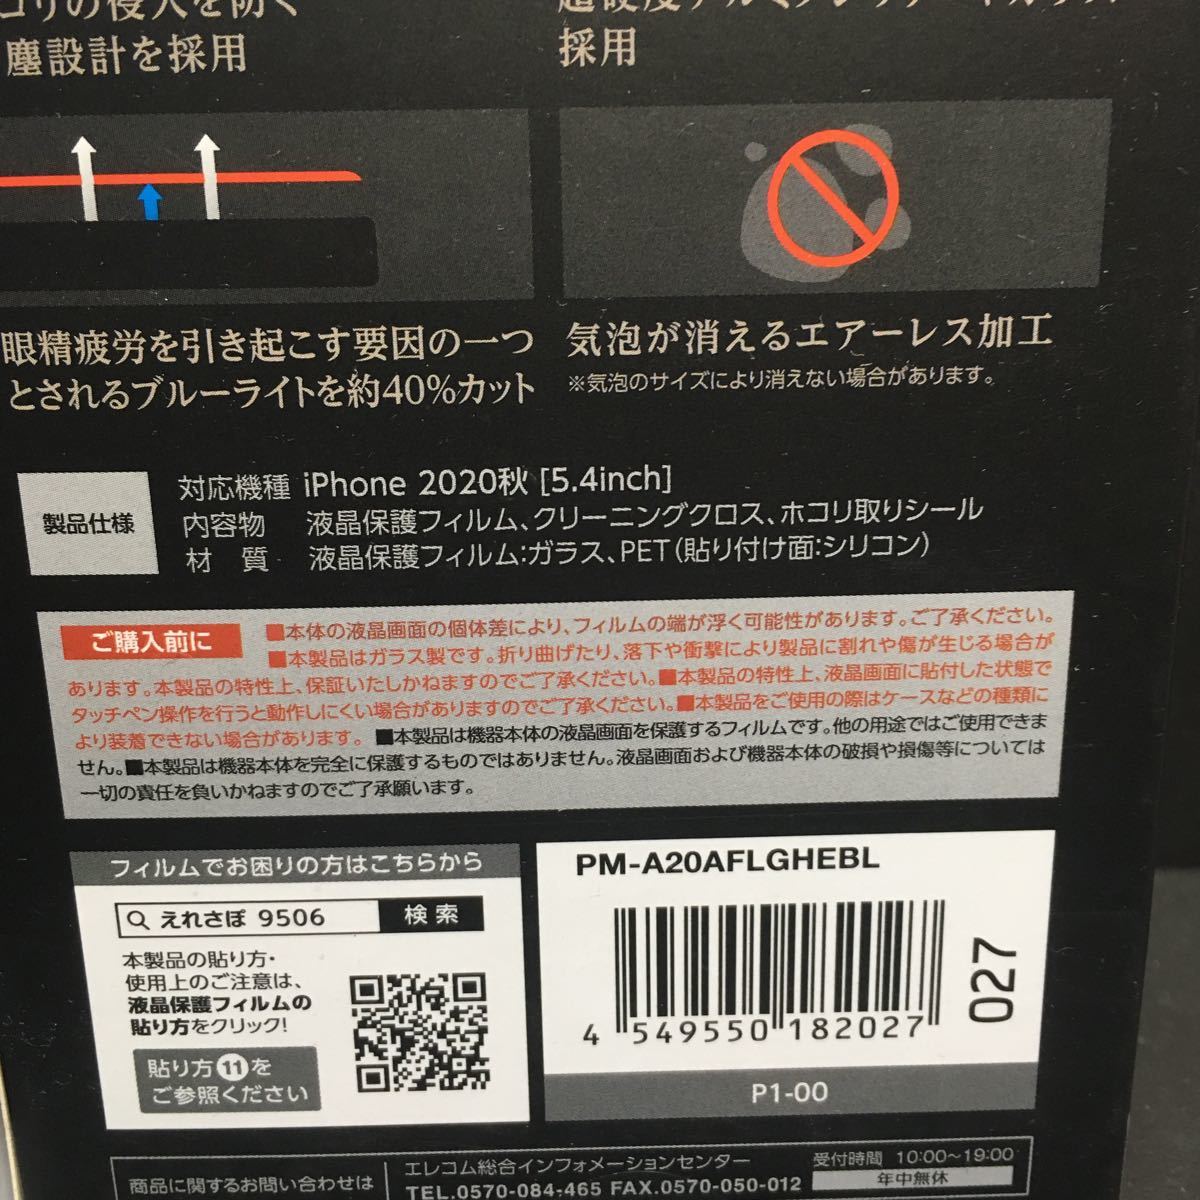 コリの侵入を防ぐ
塵設計を採用
採用
眼精疲労を引き起こす要因の一つ
とされるブルーライトを約40%カット
気泡が消えるエアーレス加工
※気泡のサイズにより消えない場合があります。
製品仕様
対応機種 iPhone 2020秋 [5.4inch]
内容物 液晶保護フィルム、クリーニングクロス、ホコリ取りシール
材 質 液晶保護フィルム:ガラス、PET(貼り付け面:シリコン)
ご購入前に
■本体の液晶画面の個体差により、フィルムの端が浮く可能性があります。ご了承ください。
■本製品はガラス製です。折り曲げたり、落下や衝撃により製品に割れや傷が生じる場合が
あります。本製品の特性上、保証いたしかねますのでご了承ください。■本製品の特性上、液晶画面に貼付した状態で
タッチペン操作を行うと動作しにくい場合がありますのでご了承ください。■本製品をご使用の際はケースなどの種類に
より装着できない場合があります。■本製品は機器本体の液晶画面を保護するフィルムです。他の用途ではご使用できま
せん。■本製品は機器本体を完全に保護するものではありません。液晶画面および機器本体の破損や損傷等については
一切の責任を負いかねますのでご了承願います。
フィルムでお困りの方はこちらから
えれさぽ 9506 検索
本製品の貼り方・
使用上のご注意は、
液晶保護フィルムの
貼り方をクリック!
貼り方⓫を
ご参照ください
PM-A20AFLGHEBL
4 549550 182027
027
P1-00
商品に関するお問い合わせは
エレコム総合インフォメーションセンター
TEL.0570-084-465 FAX.0570-050-012
受付時間 10:00～19:00
年中無休